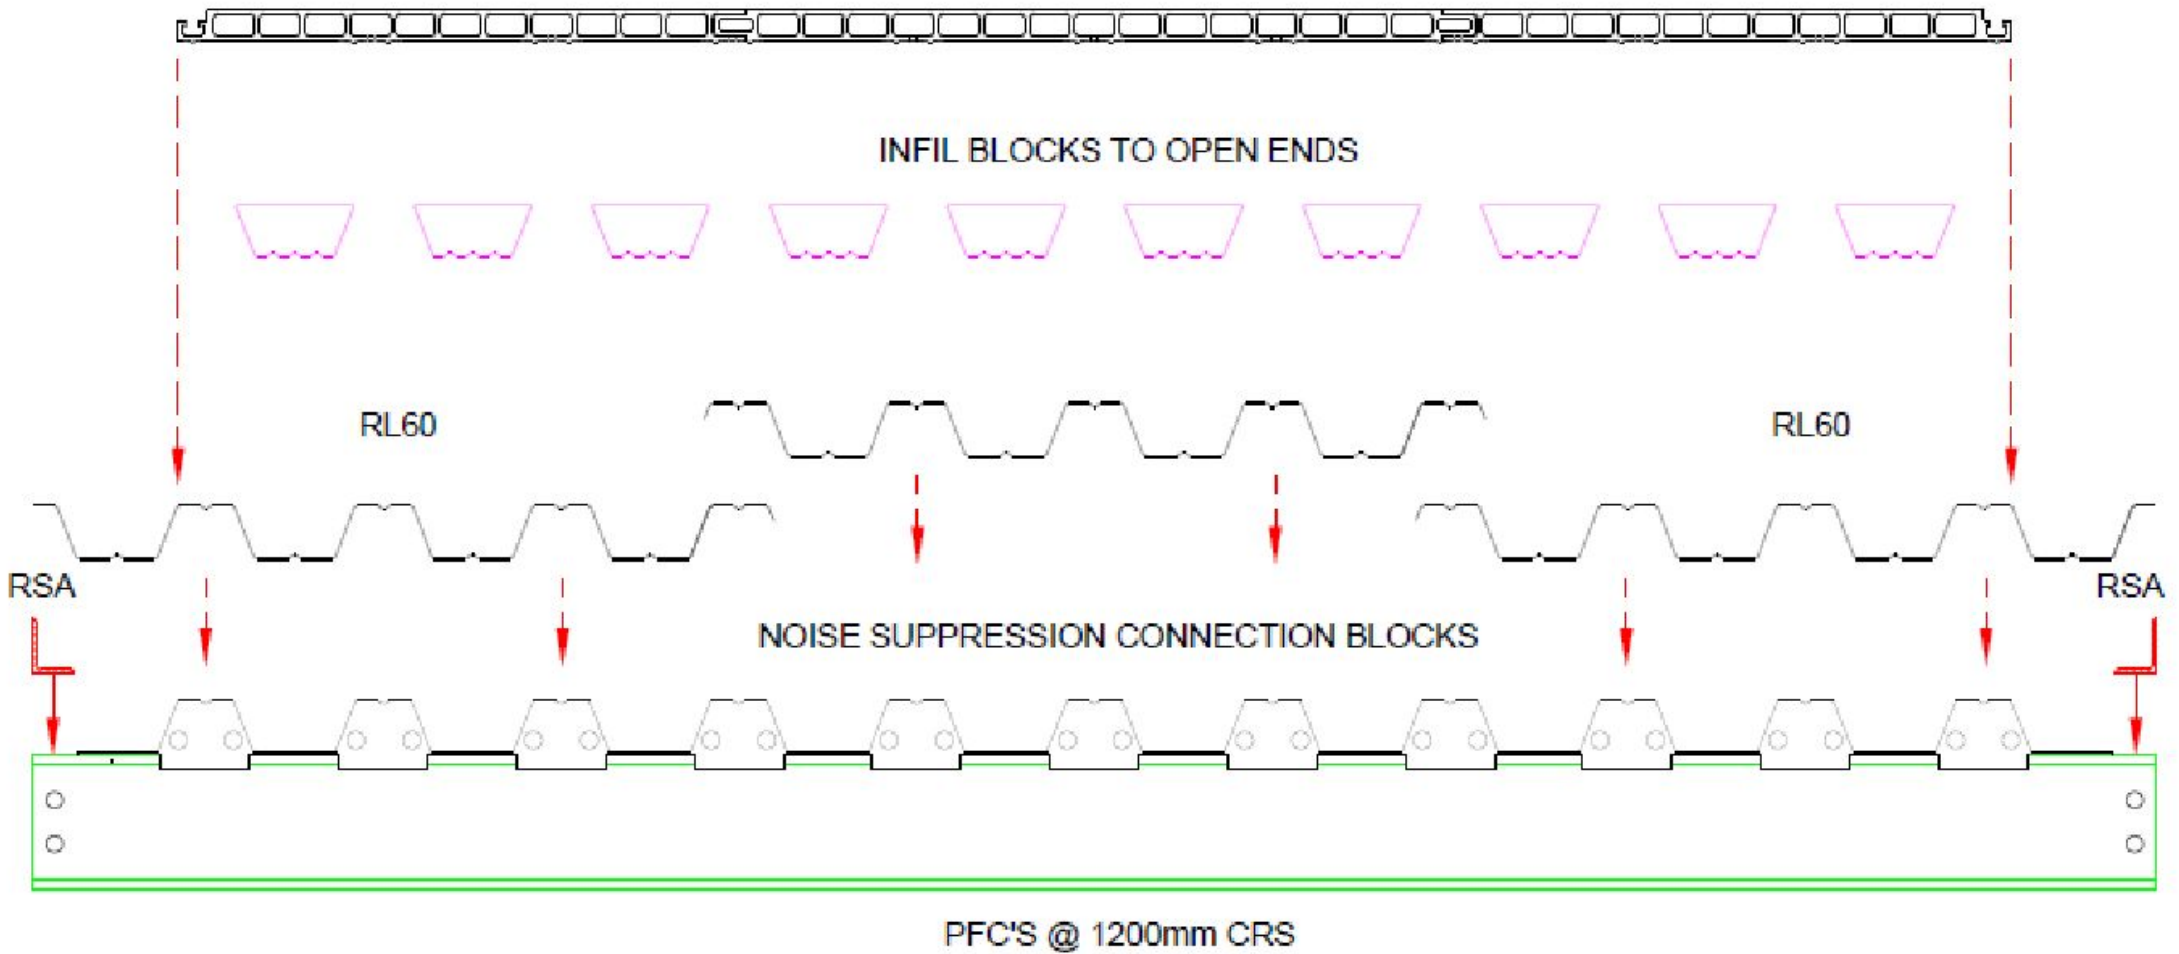 INFIL BLOCKS TO OPEN ENDS
RL60
RL60
RSA
RSA
NOISE SUPPRESSION CONNECTION BLOCKS
PFC'S @ 1200mm CRS